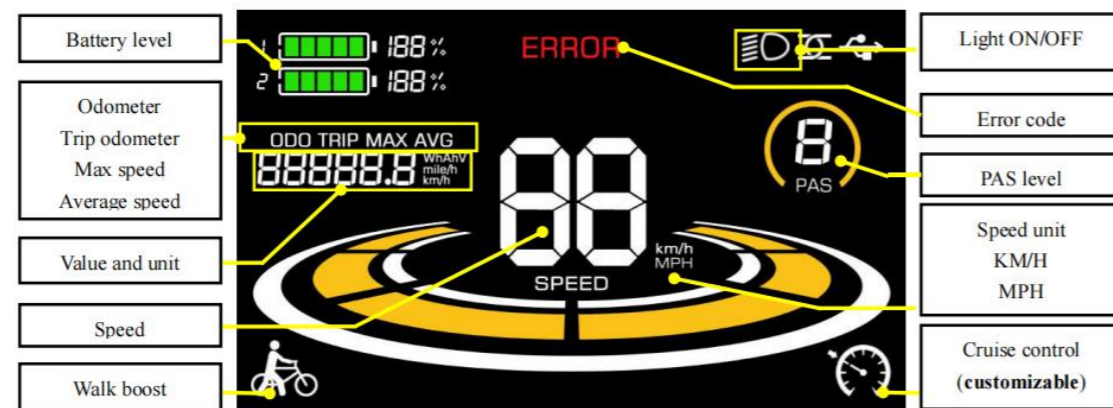 Battery level
Odometer
Trip odometer
Max speed
Average speed
Value and unit
Speed
Walk boost
1 188%
2 188%
ERROR
ODO TRIP MAX AVG
88888.8 WhAhV
mile/h
km/h
88
km/h
MPH
SPEED
8
PAS
Light ON/OFF
Error code
PAS level
Speed unit
KM/H
MPH
Cruise control
(customizable)